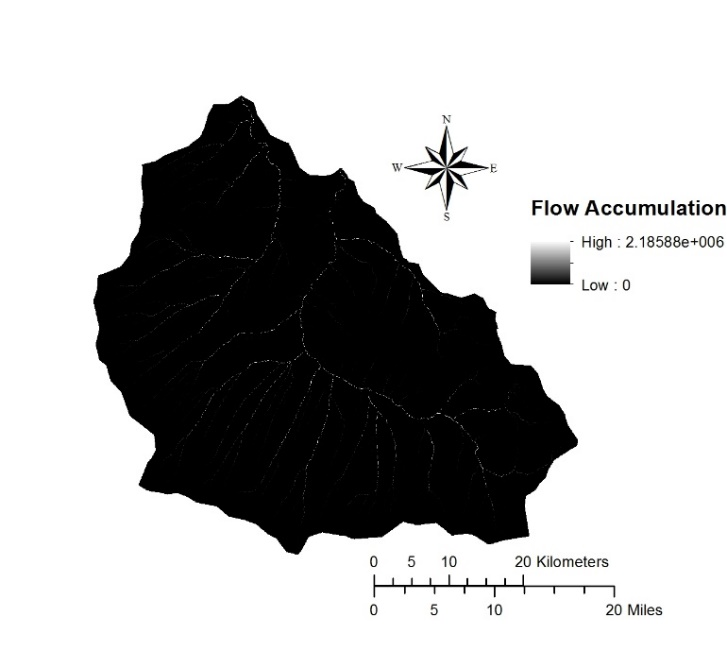 N
W E
S
Flow Accumulation
High : 2.18588e+006
Low : 0
0 5 10 20 Kilometers
0 5 10 20 Miles